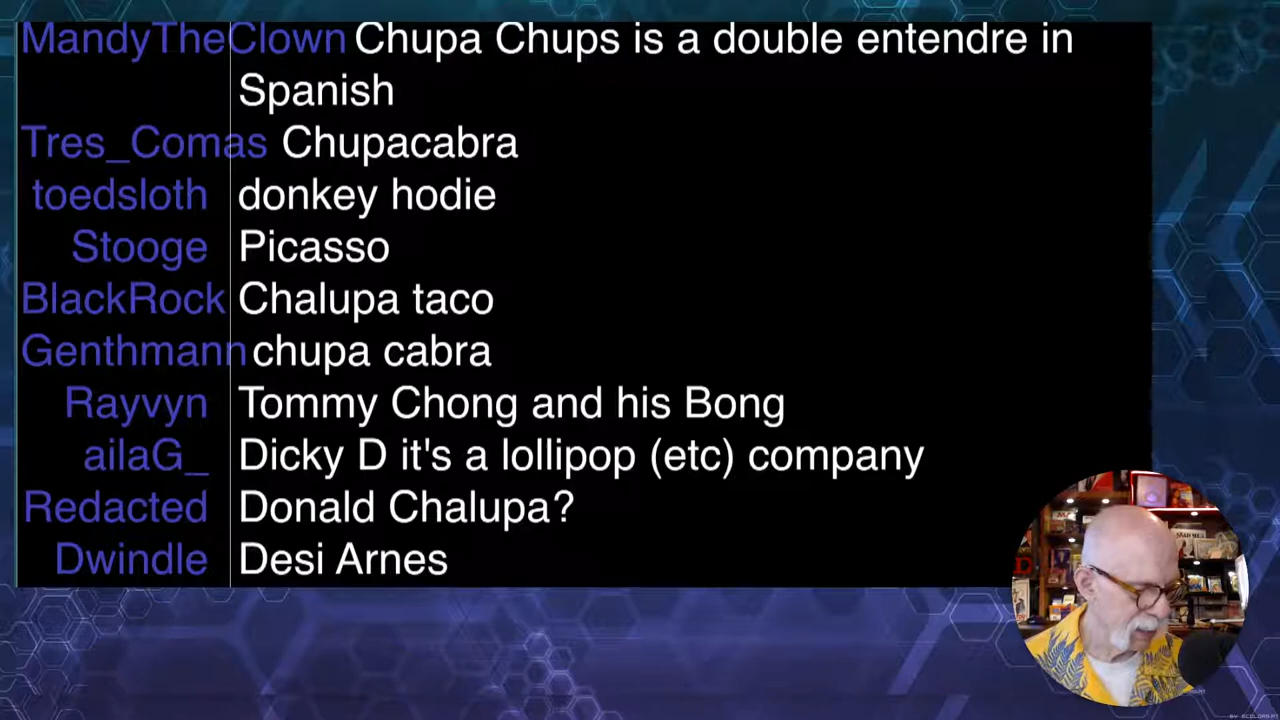 MandyTheClown Chupa Chups is a double entendre in
Spanish
Tres_Comas Chupacabra
toedsloth donkey hodie
Stooge Picasso
BlackRock Chalupa taco
Genthmann chupa cabra
Rayvyn Tommy Chong and his Bong
ailaG_ Dicky D it's a lollipop (etc) company
Redacted Donald Chalupa?
Dwindle Desi Arnes